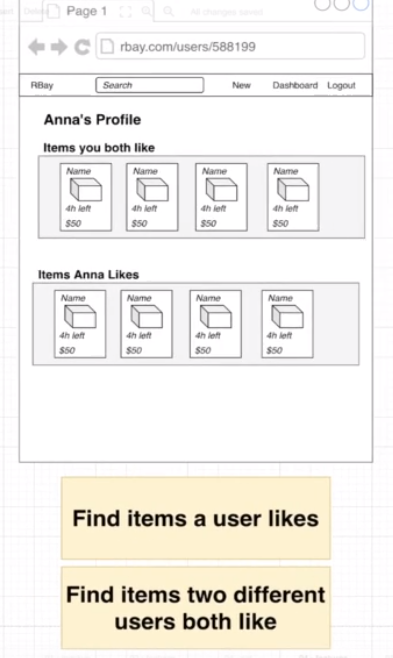 Page 1
All changes saved
rbay.com/users/588199
RBay Search New Dashboard Logout
Anna's Profile
Items you both like
Name Name Name Name
4h left 4h left 4h left 4h left
$50 $50 $50 $50
Items Anna Likes
Name Name Name Name
4h left 4h left 4h left 4h left
$50 $50 $50 $50
Find items a user likes
Find items two different
users both like